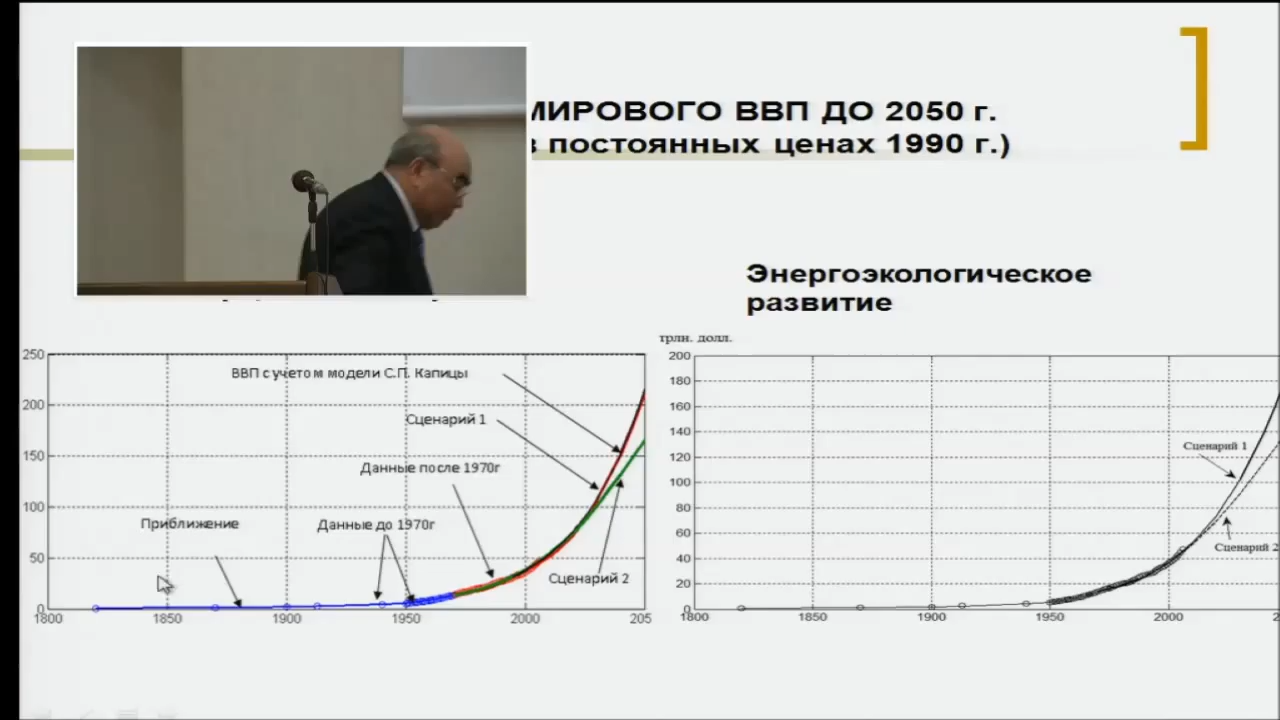 МИРОВОГО ВВП ДО 2050 г.
в постоянных ценах 1990 г.)
Энергоэкологическое
развитие
250
200
150
100
50
0
1800
1850
1900
1950
2000
205
ВВП с учетом модели С.П. Капицы
Сценарий 1
Данные после 1970г
Приближение
Данные до 1970г
Сценарий 2
трлн. долл.
200
180
160
140
120
100
80
60
40
20
0
1800
1850
1900
1950
2000
Сценарий 1
Сценарий 2